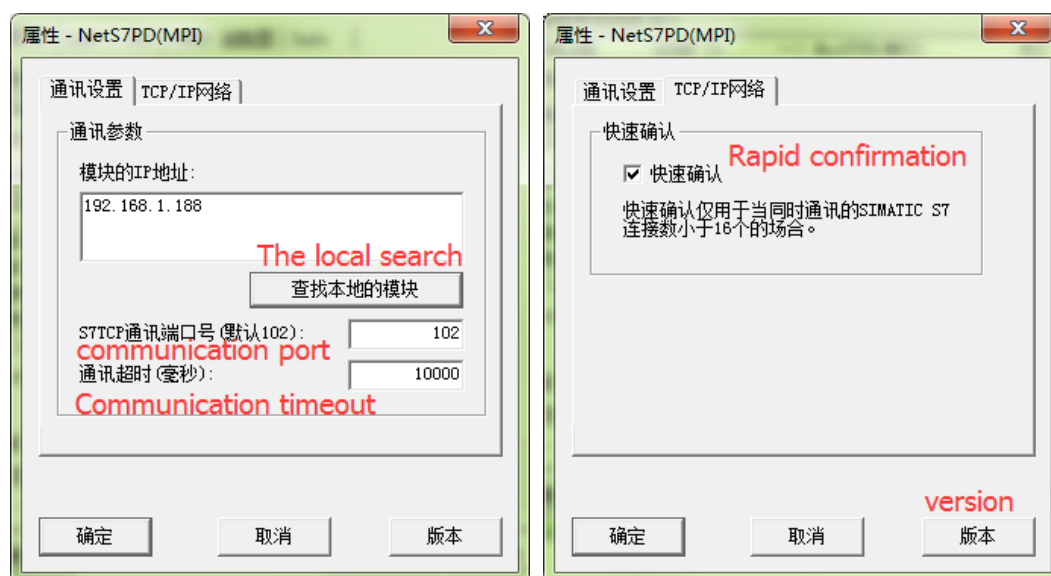 属性 - NetS7PD(MPI)
通讯设置 TCP/IP网络
通讯参数
模块的IP地址:
192.168.1.188
The local search
查找本地的模块
S7TCP通讯端口号(默认102): 102
communication port
通讯超时(毫秒): 10000
Communication timeout
确定 取消 版本
属性 - NetS7PD(MPI)
通讯设置 TCP/IP网络
快速确认
Rapid confirmation
快速确认
快速确认仅用于当同时通讯的SIMATIC S7
连接数小于16个的场合。
version
确定 取消 版本